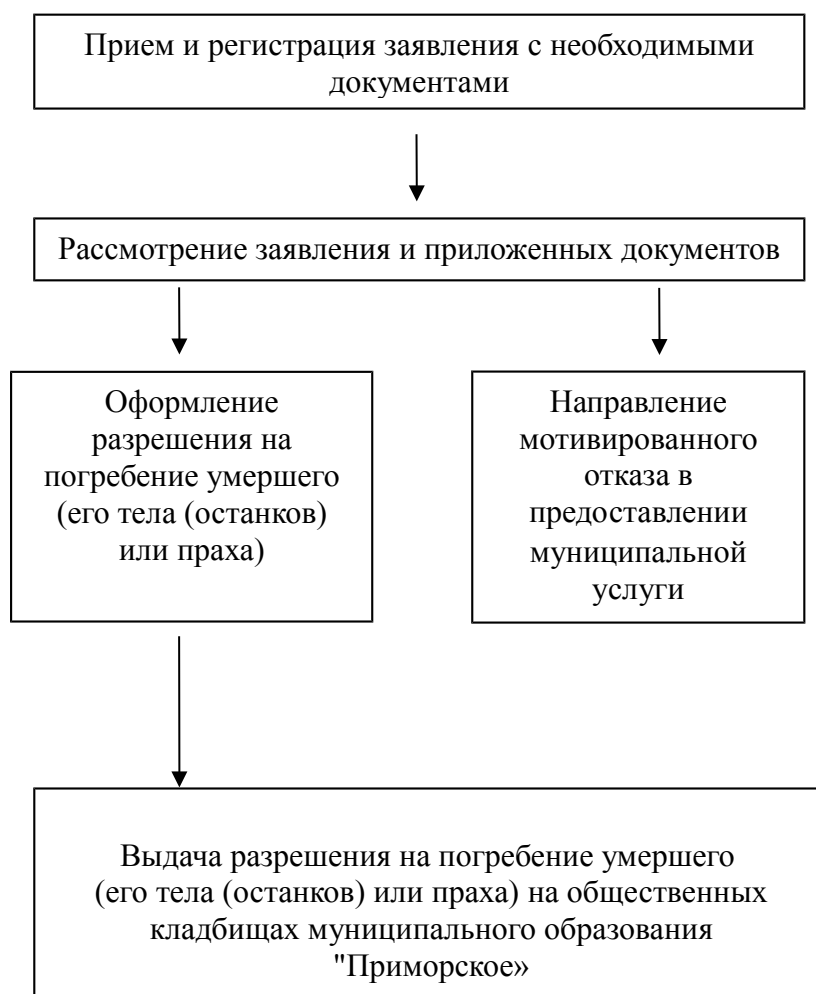 Прием и регистрация заявления с необходимыми
документами
Рассмотрение заявления и приложенных документов
Оформление
разрешения на
погребение умершего
(его тела (останков)
или праха)
Направление
мотивированного
отказа в
предоставлении
муниципальной
услуги
Выдача разрешения на погребение умершего
(его тела (останков) или праха) на общественных
кладбищах муниципального образования
"Приморское»